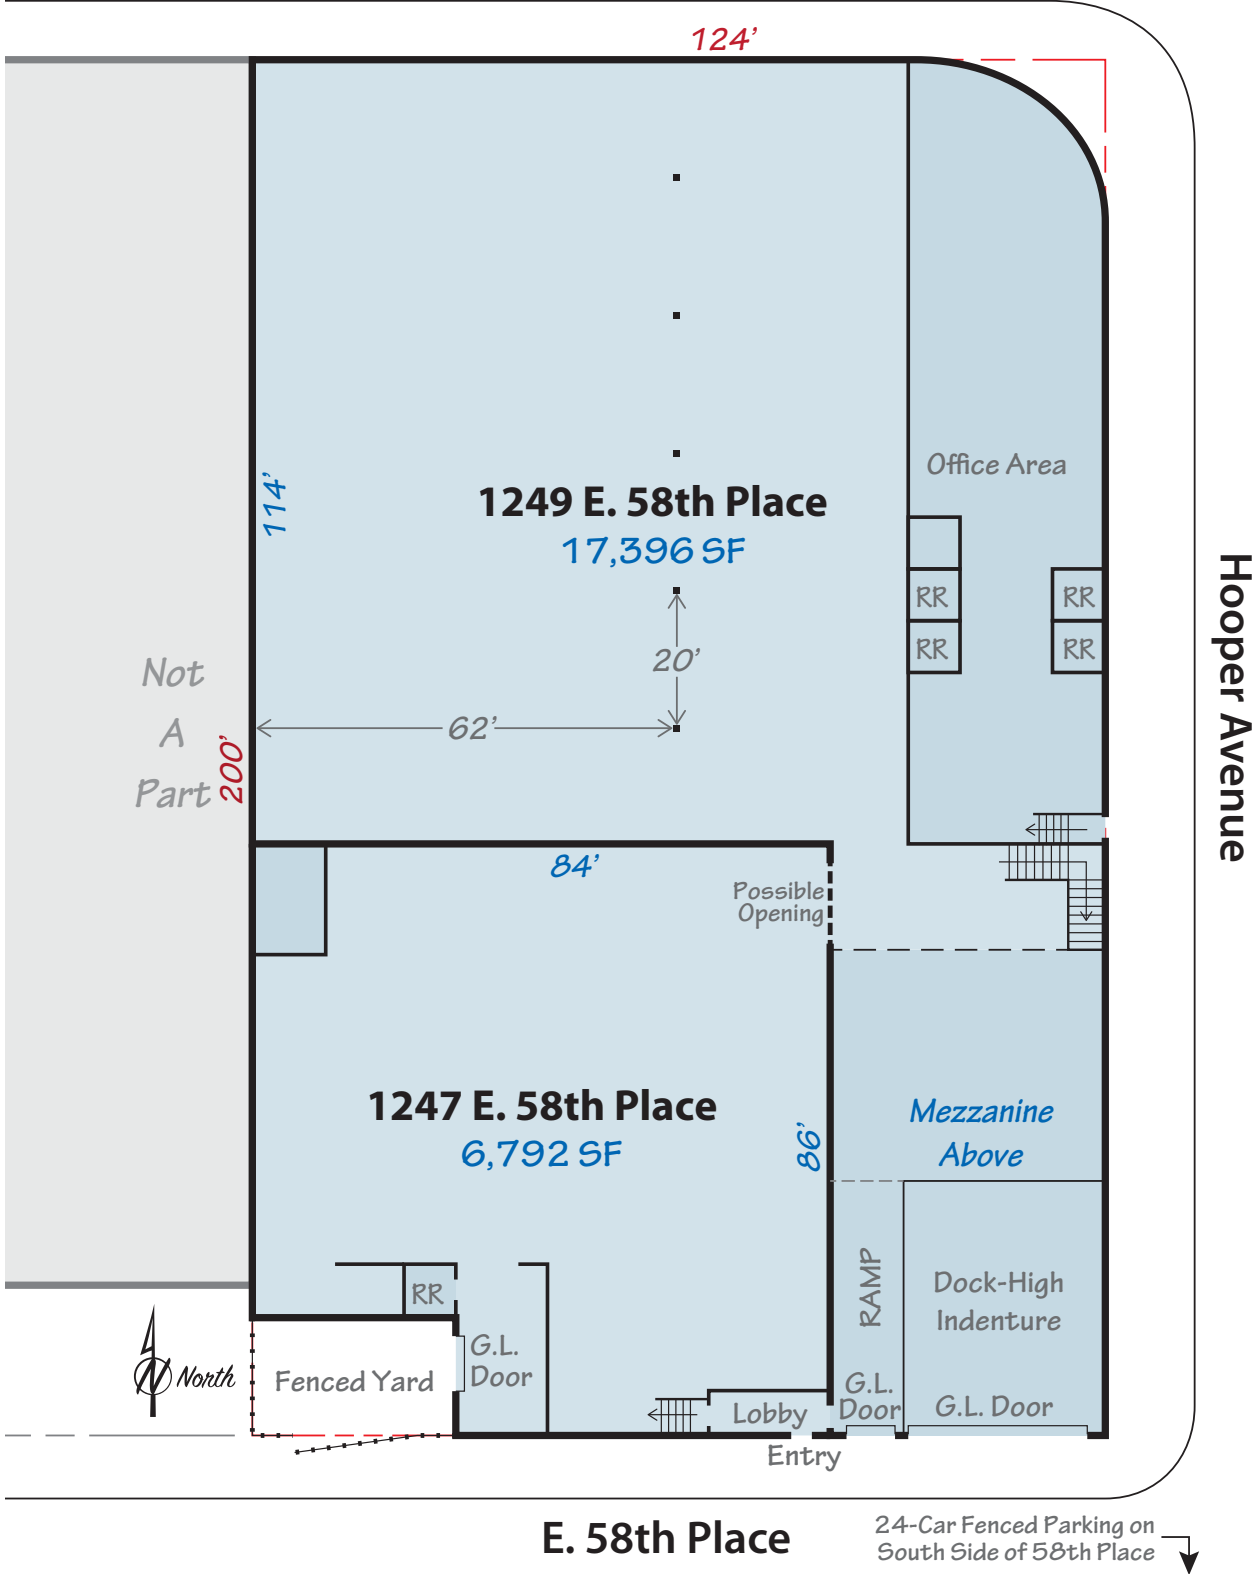 124’
Office Area
114’
1249 E. 58th Place
17,396 SF
RR
RR
RR
RR
20’
62’
Not
A
Part
200’
Hooper Avenue
84’
Possible
Opening
1247 E. 58th Place
6,792 SF
86’
Mezzanine
Above
RR
RAMP
Dock-High
Indenture
North
Fenced Yard
G.L.
Door
Lobby
G.L.
Door
G.L. Door
Entry
E. 58th Place
24-Car Fenced Parking on
South Side of 58th Place